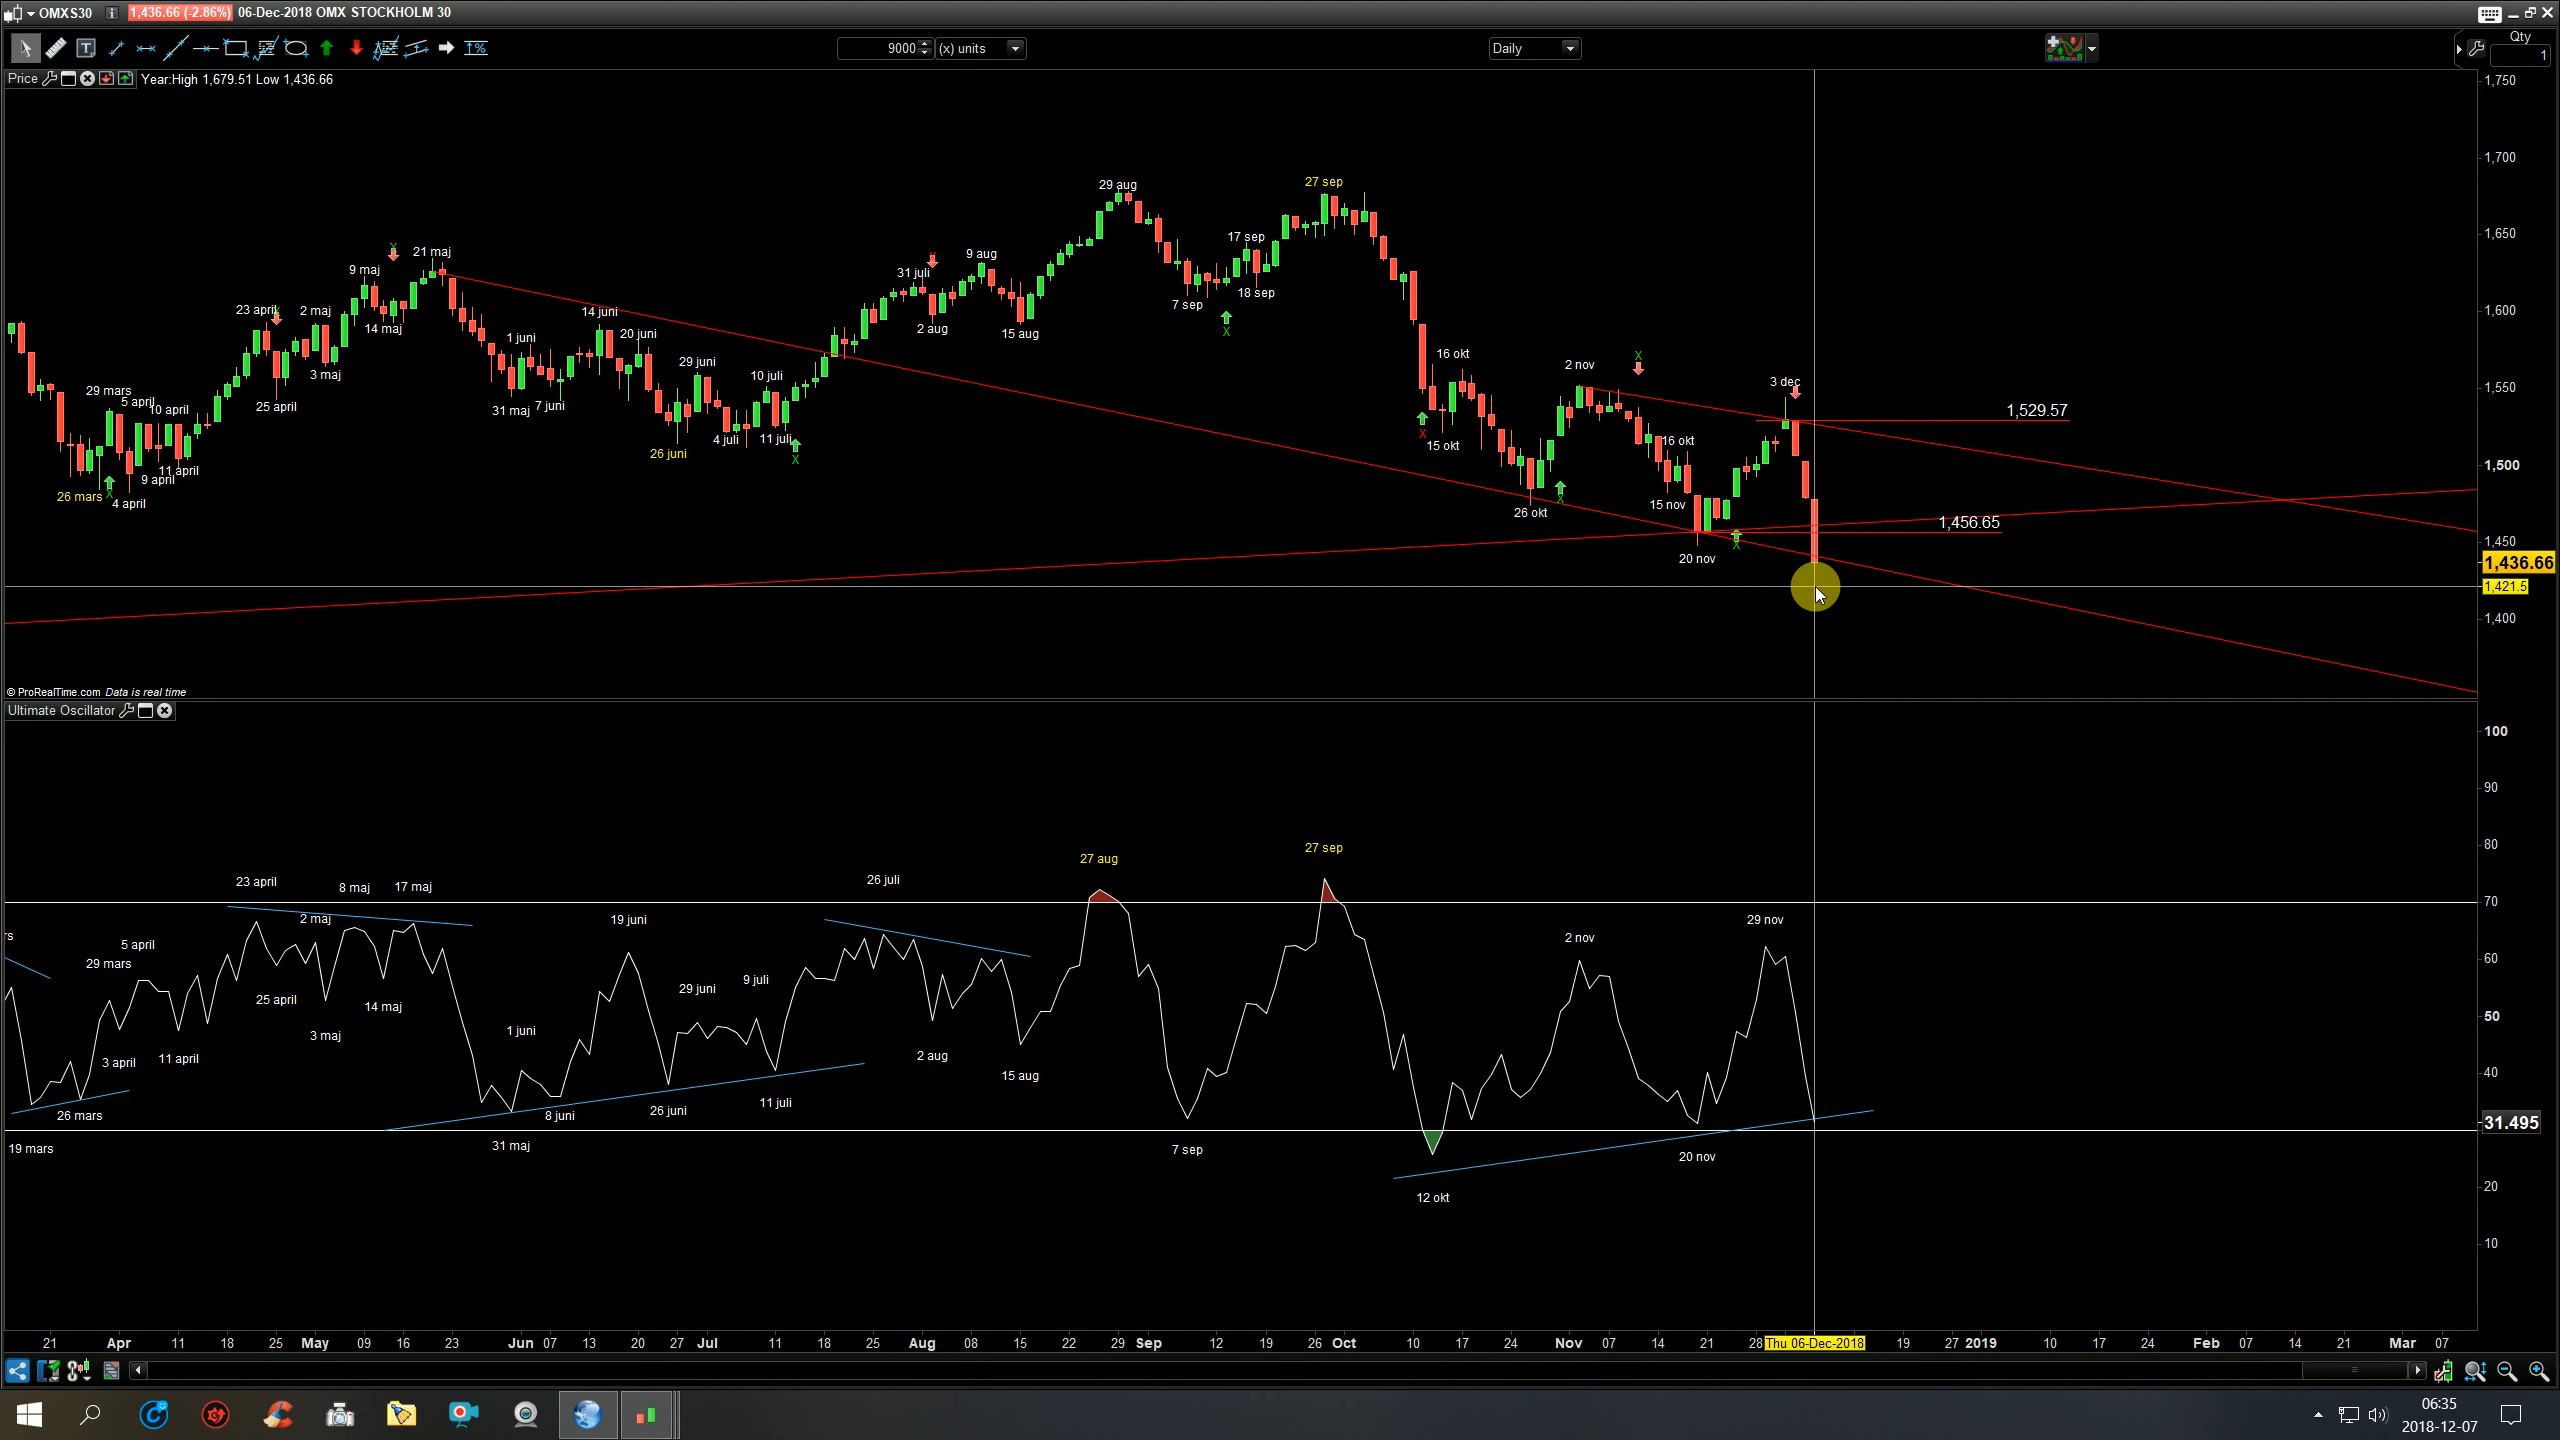 OMXS30 1,436.66 (-2.86%) 06-Dec-2018 OMX STOCKHOLM 30
9000 (x) units Daily Qty
1
Price Year:High 1,679.51 Low 1,436.66
1,750
1,700
1,650
1,600
1,550
1,500
1,450
1,436.66
1,421.5
1,400
29 aug
27 sep
17 sep
21 maj
9 aug
9 maj
31 juli
18 sep
7 sep
23 april
2 maj
14 juni
14 maj
2 aug
20 juni
15 aug
1 juni
16 okt
29 juni
2 nov
3 maj
10 juli
3 dec
29 mars
5 april
10 april
25 april
31 maj
7 juni
1,529.57
4 juli
11 juli
16 okt
15 okt
26 juni
11 april
9 april
26 mars
4 april
15 nov
26 okt
1,456.65
20 nov
X
X
X
X
X
X
X
X
X
© ProRealTime.com Data is real time
Ultimate Oscillator
100
90
80
70
60
50
40
31.495
20
10
27 sep
27 aug
23 april
26 juli
8 maj
17 maj
2 maj
19 juni
29 nov
rs
2 nov
5 april
29 mars
9 juli
29 juni
25 april
14 maj
1 juni
3 maj
11 april
2 aug
3 april
15 aug
11 juli
26 juni
26 mars
8 juni
31 maj
19 mars
7 sep
20 nov
12 okt
21 Apr 11 18 25 May 09 16 23 Jun 07 13 20 27 Jul 11 18 25 Aug 08 15 22 29 Sep 12 19 26 Oct 10 17 24 Nov 07 14 21 28 Thu 06-Dec-2018 19 27 2019 10 17 24 Feb 07 14 21 Mar 07
06:35
2018-12-07